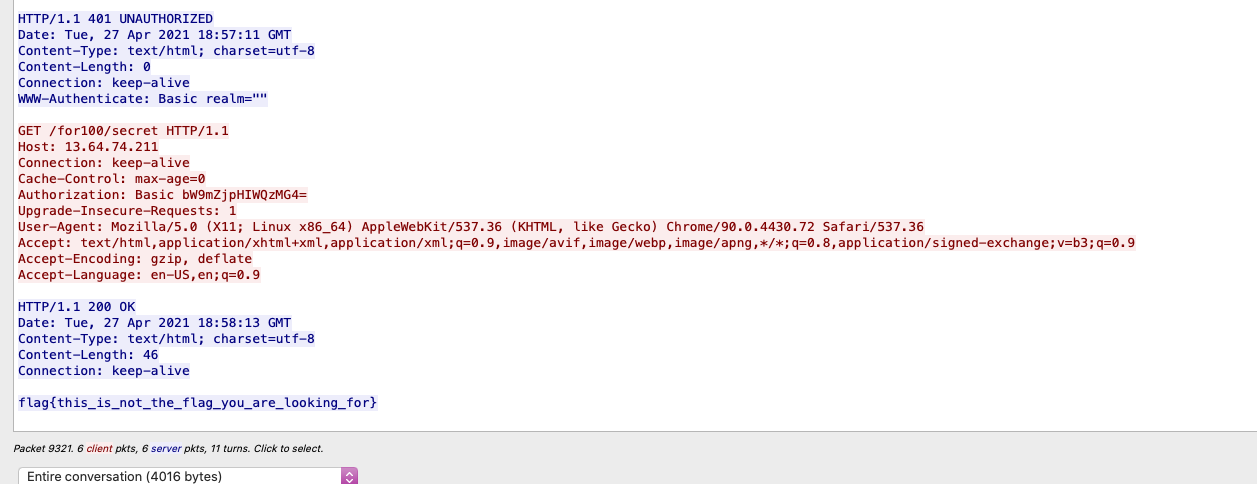 HTTP/1.1 401 UNAUTHORIZED
Date: Tue, 27 Apr 2021 18:57:11 GMT
Content-Type: text/html; charset=utf-8
Content-Length: 0
Connection: keep-alive
WWW-Authenticate: Basic realm=""
GET /for100/secret HTTP/1.1
Host: 13.64.74.211
Connection: keep-alive
Cache-Control: max-age=0
Authorization: Basic bW9mZjpHIWQzMG4=
Upgrade-Insecure-Requests: 1
User-Agent: Mozilla/5.0 (X11; Linux x86_64) AppleWebKit/537.36 (KHTML, like Gecko) Chrome/90.0.4430.72 Safari/537.36
Accept: text/html,application/xhtml+xml,application/xml;q=0.9,image/avif,image/webp,image/apng,*/*;q=0.8,application/signed-exchange;v=b3;q=0.9
Accept-Encoding: gzip, deflate
Accept-Language: en-US,en;q=0.9
HTTP/1.1 200 OK
Date: Tue, 27 Apr 2021 18:58:13 GMT
Content-Type: text/html; charset=utf-8
Content-Length: 46
Connection: keep-alive
flag{this_is_not_the_flag_you_are_looking_for}
Packet 9321. 6 client pkts, 6 server pkts, 11 turns. Click to select.
Entire conversation (4016 bytes)